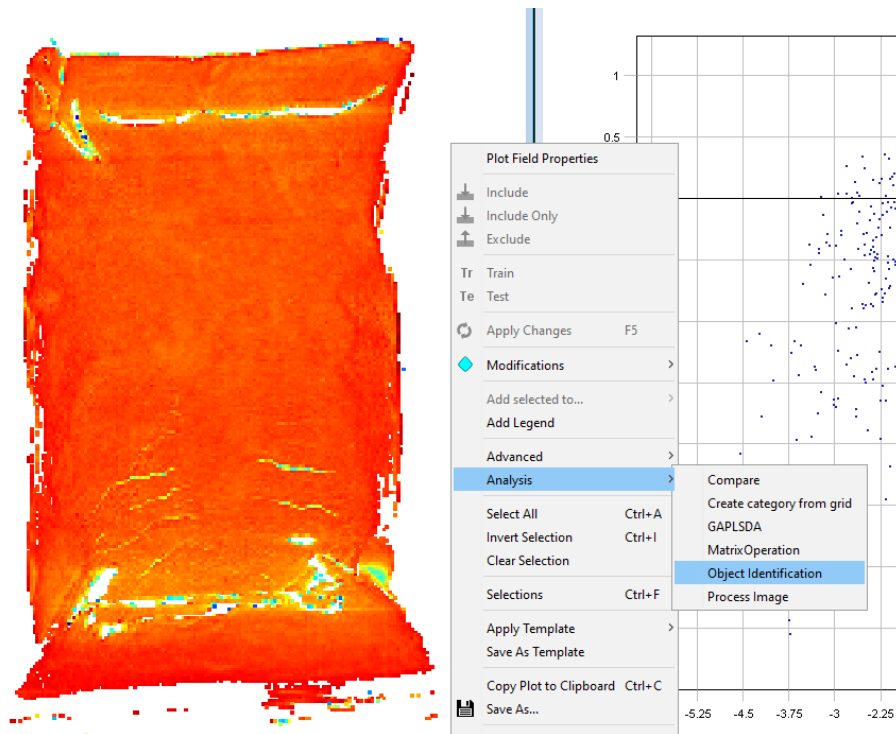 1
0.5
Plot Field Properties
Include
Include Only
Exclude
Tr Train
Te Test
Apply Changes F5
Modifications
Add selected to...
Add Legend
Advanced
Analysis
Compare
Create category from grid
GAPLSDA
MatrixOperation
Object Identification
Process Image
Select All Ctrl+A
Invert Selection Ctrl+I
Clear Selection
Selections Ctrl+F
Apply Template
Save As Template
Copy Plot to Clipboard Ctrl+C
Save As...
-5.25 -4.5 -3.75 -3 -2.25